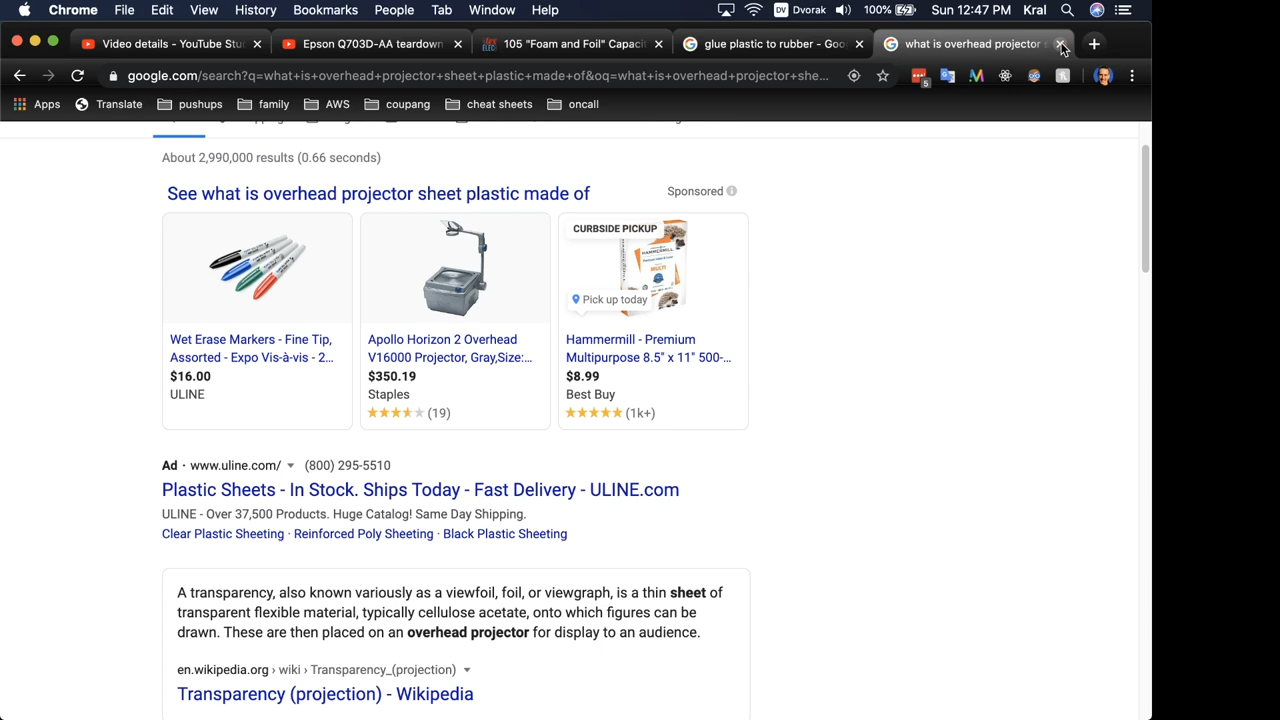 Chrome File Edit View History Bookmarks People Tab Window Help DV Dvorak 100% Sun 12:47 PM Kral
Video details - YouTube Stu Epson Q703D-AA teardown 105 "Foam and Foil" Capaci glue plastic to rubber - Goo what is overhead projector
google.com/search?q=what+is+overhead+projector+sheet+plastic+made+of&oq=what+is+overhead+projector+she... 5
Apps Translate pushups family AWS coupang cheat sheets oncall
About 2,990,000 results (0.66 seconds)
See what is overhead projector sheet plastic made of Sponsored
CURBSIDE PICKUP
Pick up today
Wet Erase Markers - Fine Tip, Assorted - Expo Vis-à-vis - 2...
$16.00
ULINE
Apollo Horizon 2 Overhead
V16000 Projector, Gray,Size:...
$350.19
Staples
(19)
Hammermill - Premium
Multipurpose 8.5" x 11" 500-...
$8.99
Best Buy
(1k+)
Ad · www.uline.com/ (800) 295-5510
Plastic Sheets - In Stock. Ships Today - Fast Delivery - ULINE.com
ULINE - Over 37,500 Products. Huge Catalog! Same Day Shipping.
Clear Plastic Sheeting · Reinforced Poly Sheeting · Black Plastic Sheeting
A transparency, also known variously as a viewfoil, foil, or viewgraph, is a thin sheet of
transparent flexible material, typically cellulose acetate, onto which figures can be
drawn. These are then placed on an overhead projector for display to an audience.
en.wikipedia.org › wiki › Transparency_(projection)
Transparency (projection) - Wikipedia